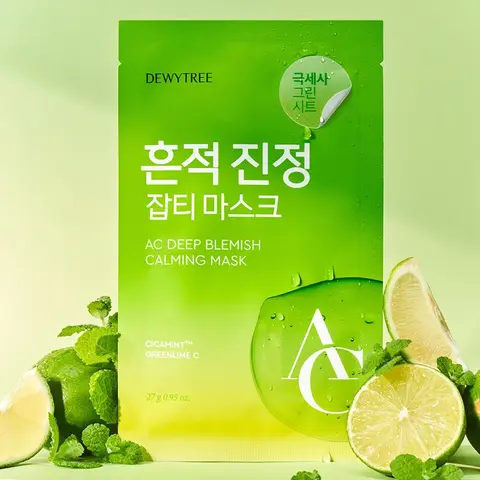 DEWYTREE
극세사
그린
시트
흔적 진정
잡티 마스크
AC DEEP BLEMISH
CALMING MASK
CICAMINT™
GREENLIME C
AC
27 g 0.95 oz.